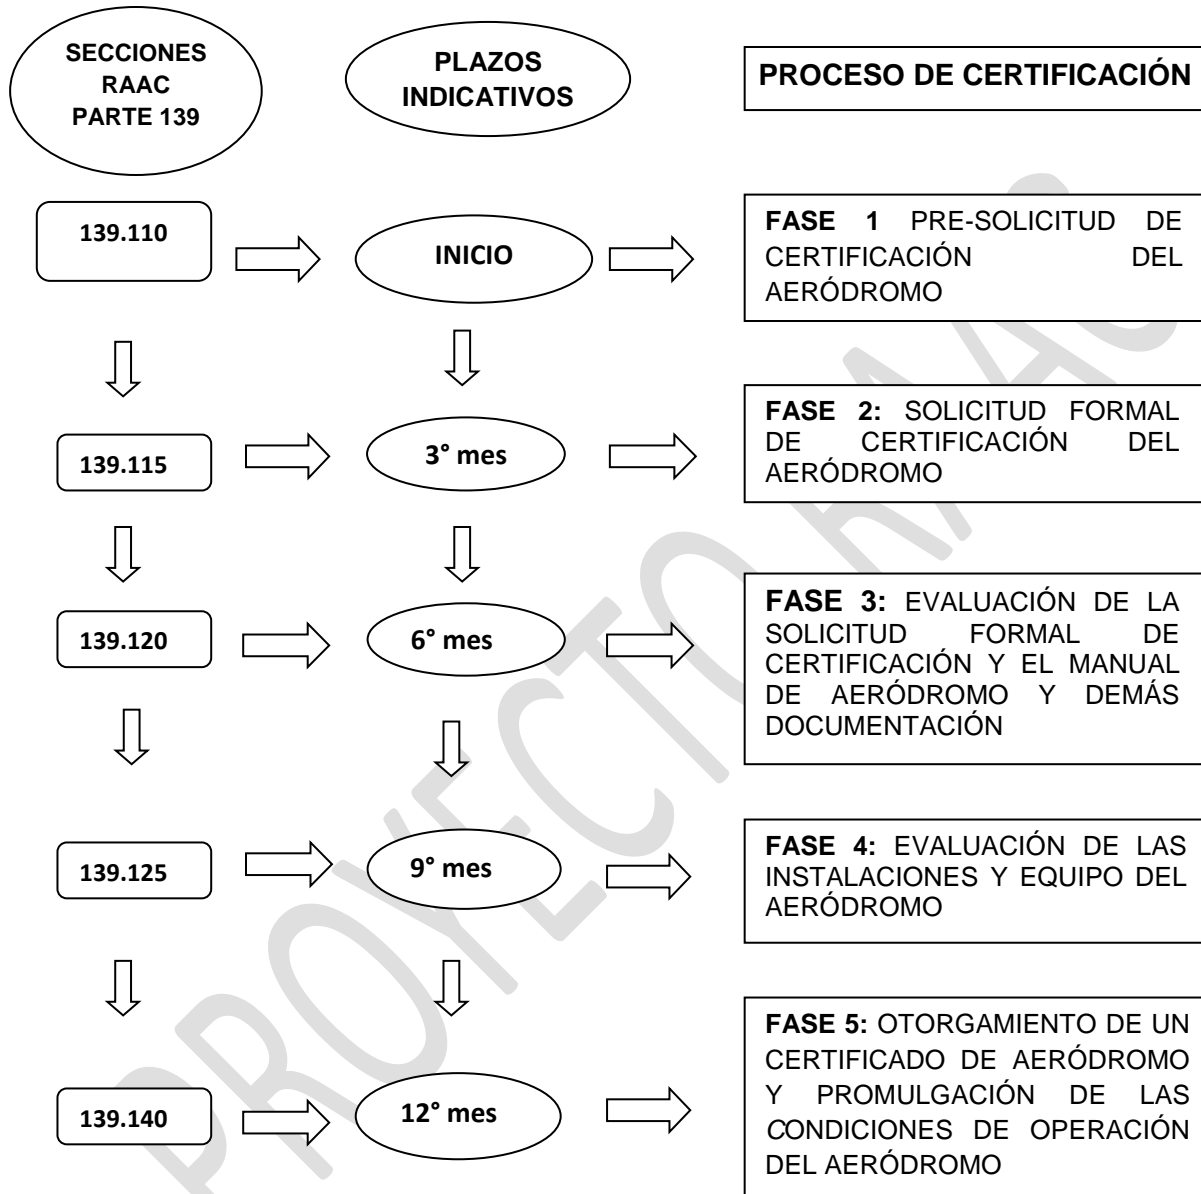 SECCIONES
RAAC
PARTE 139
PLAZOS
INDICATIVOS
PROCESO DE CERTIFICACIÓN
139.110
INICIO
FASE 1 PRE-SOLICITUD DE
CERTIFICACIÓN DEL
AERÓDROMO
139.115
3° mes
FASE 2: SOLICITUD FORMAL
DE CERTIFICACIÓN DEL
AERÓDROMO
139.120
6° mes
FASE 3: EVALUACIÓN DE LA
SOLICITUD FORMAL DE
CERTIFICACIÓN Y EL MANUAL
DE AERÓDROMO Y DEMÁS
DOCUMENTACIÓN
139.125
9° mes
FASE 4: EVALUACIÓN DE LAS
INSTALACIONES Y EQUIPO DEL
AERÓDROMO
139.140
12° mes
FASE 5: OTORGAMIENTO DE UN
CERTIFICADO DE AERÓDROMO
Y PROMULGACIÓN DE LAS
CONDICIONES DE OPERACIÓN
DEL AERÓDROMO
PROYECTO RAAC